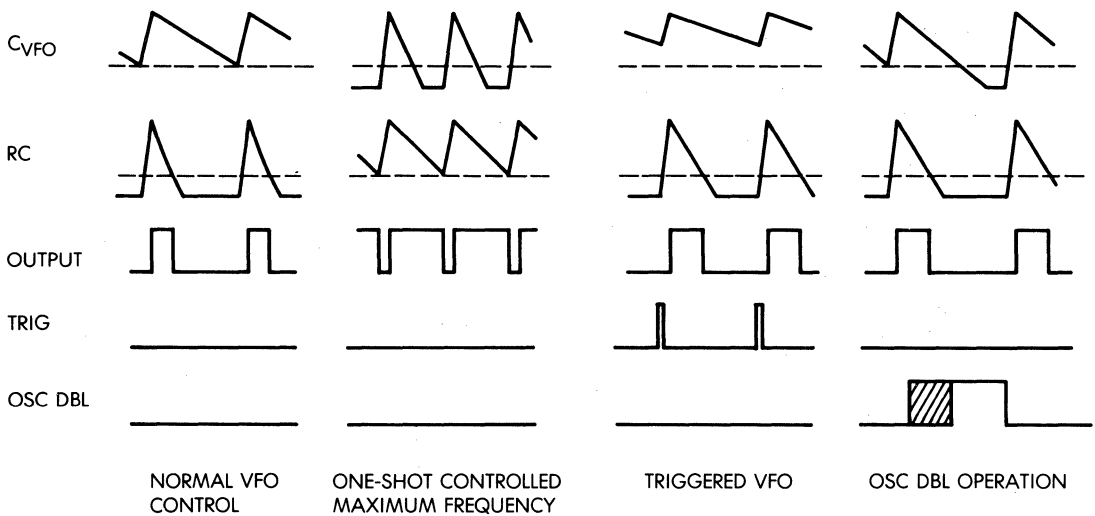 CVFO
RC
OUTPUT
TRIG
OSC DBL
NORMAL VFO
CONTROL
ONE-SHOT CONTROLLED
MAXIMUM FREQUENCY
TRIGGERED VFO
OSC DBL OPERATION